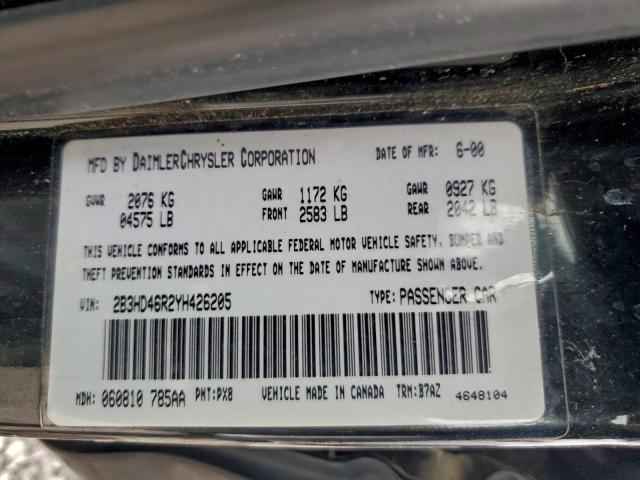 MFD BY DAIMLERCHRYSLER CORPORATION DATE OF MFR: 6-00
GVWR 2076 KG GAWR 1172 KG GAWR 0927 KG
04575 LB FRONT 2583 LB REAR 2042 LB
THIS VEHICLE CONFORMS TO ALL APPLICABLE FEDERAL MOTOR VEHICLE SAFETY, BUMPER AND
THEFT PREVENTION STANDARDS IN EFFECT ON THE DATE OF MANUFACTURE SHOWN ABOVE.
VIN: 2B3HD46R2YH426205 TYPE: PASSENGER CAR
MDH: 060810 785AA PNT: PX8 VEHICLE MADE IN CANADA TRM: B7AZ 4648104